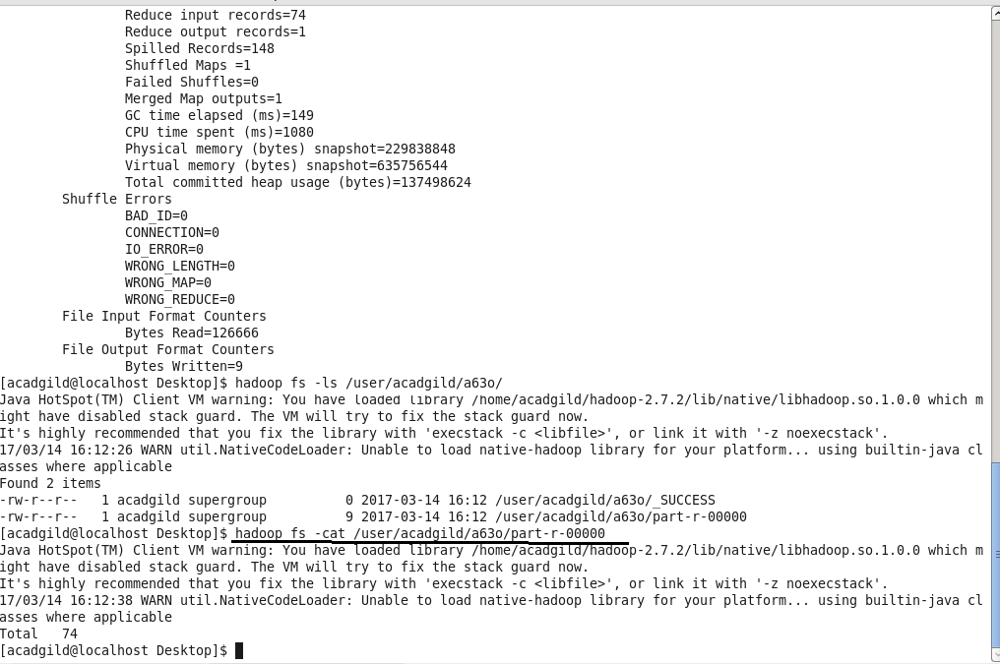 Reduce input records=74
Reduce output records=1
Spilled Records=148
Shuffled Maps =1
Failed Shuffles=0
Merged Map outputs=1
GC time elapsed (ms)=149
CPU time spent (ms)=1080
Physical memory (bytes) snapshot=229838848
Virtual memory (bytes) snapshot=635756544
Total committed heap usage (bytes)=137498624
Shuffle Errors
BAD_ID=0
CONNECTION=0
IO_ERROR=0
WRONG_LENGTH=0
WRONG_MAP=0
WRONG_REDUCE=0
File Input Format Counters
Bytes Read=126666
File Output Format Counters
Bytes Written=9
[acadgild@localhost Desktop]$ hadoop fs -ls /user/acadgild/a63o/
Java HotSpot(TM) Client VM warning: You have loaded library /home/acadgild/hadoop-2.7.2/lib/native/libhadoop.so.1.0.0 which m
ight have disabled stack guard. The VM will try to fix the stack guard now.
It's highly recommended that you fix the library with 'execstack -c <libfile>', or link it with '-z noexecstack'.
17/03/14 16:12:26 WARN util.NativeCodeLoader: Unable to load native-hadoop library for your platform... using builtin-java cl
asses where applicable
Found 2 items
-rw-r--r--   1 acadgild supergroup          0 2017-03-14 16:12 /user/acadgild/a63o/_SUCCESS
-rw-r--r--   1 acadgild supergroup          9 2017-03-14 16:12 /user/acadgild/a63o/part-r-00000
[acadgild@localhost Desktop]$ hadoop fs -cat /user/acadgild/a63o/part-r-00000
Java HotSpot(TM) Client VM warning: You have loaded library /home/acadgild/hadoop-2.7.2/lib/native/libhadoop.so.1.0.0 which m
ight have disabled stack guard. The VM will try to fix the stack guard now.
It's highly recommended that you fix the library with 'execstack -c <libfile>', or link it with '-z noexecstack'.
17/03/14 16:12:38 WARN util.NativeCodeLoader: Unable to load native-hadoop library for your platform... using builtin-java cl
asses where applicable
Total   74
[acadgild@localhost Desktop]$